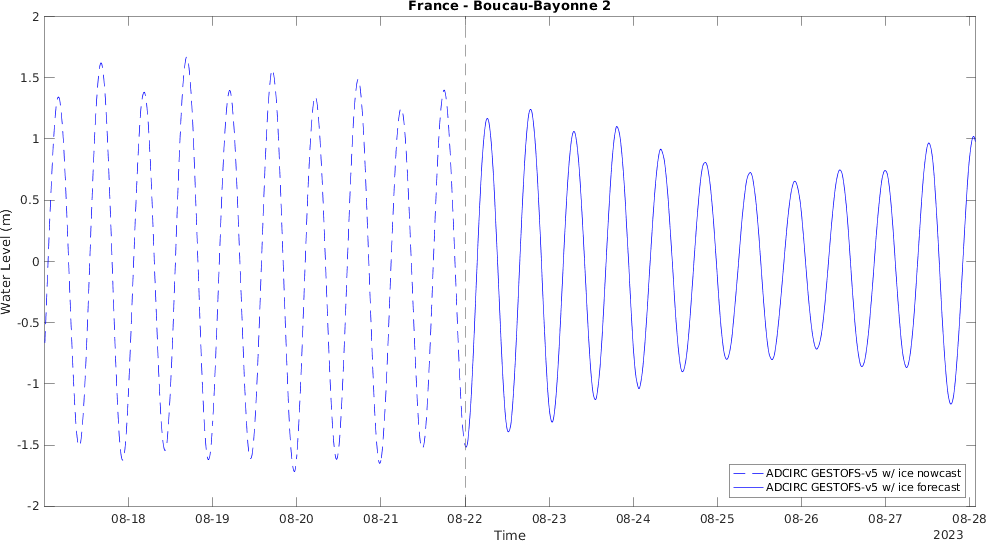 France - Boucau-Bayonne 2
2
1.5
1
0.5
0
-0.5
-1
-1.5
-2
Water Level (m)
ADCIRC GESTOFS-v5 w/ ice nowcast
ADCIRC GESTOFS-v5 w/ ice forecast
08-18 08-19 08-20 08-21 08-22 08-23 08-24 08-25 08-26 08-27 08-28
Time
2023